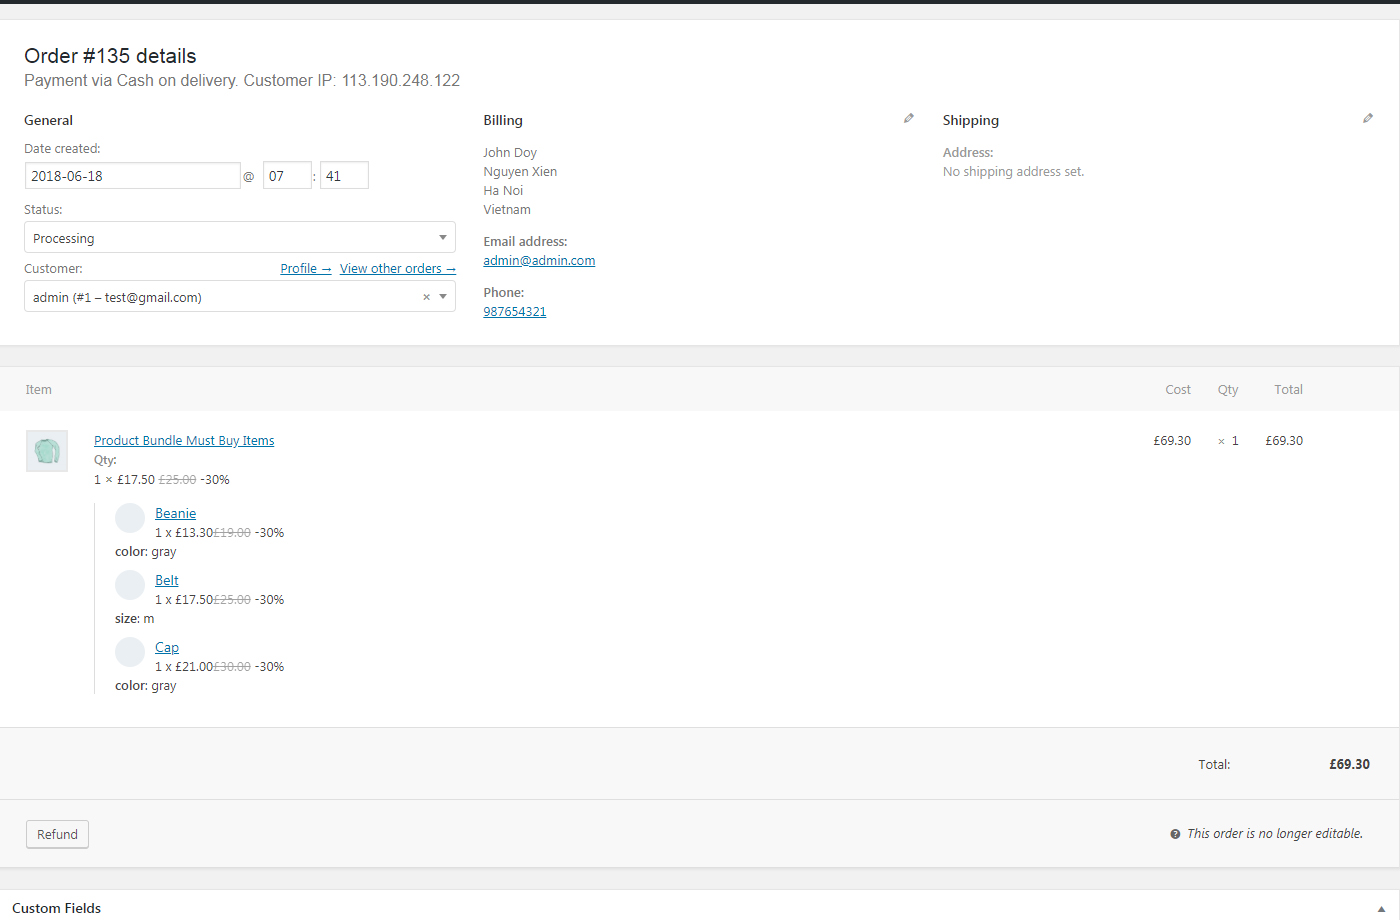 Order #135 details
Payment via Cash on delivery. Customer IP: 113.190.248.122
General
Date created:
2018-06-18 @ 07 : 41
Status:
Processing
Customer: Profile → View other orders →
admin (#1 – test@gmail.com) ×
Billing
John Doy
Nguyen Xien
Ha Noi
Vietnam
Email address:
admin@admin.com
Phone:
987654321
Shipping
Address:
No shipping address set.
Item Cost Qty Total
Product Bundle Must Buy Items £69.30 × 1 £69.30
Qty:
1 × £17.50 £25.00 -30%
Beanie
1 x £13.30£19.00 -30%
color: gray
Belt
1 x £17.50£25.00 -30%
size: m
Cap
1 x £21.00£30.00 -30%
color: gray
Total: £69.30
Refund
? This order is no longer editable.
Custom Fields